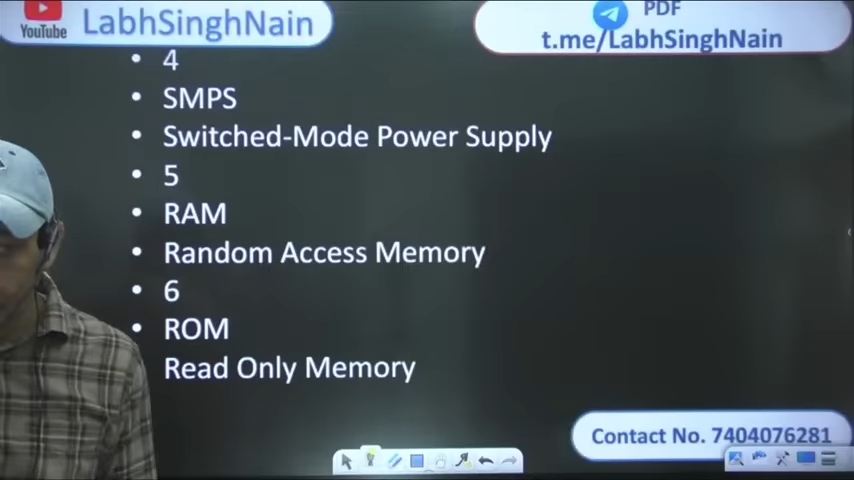 YouTube
LabhSinghNain
PDF
t.me/LabhSinghNain
• 4
• SMPS
• Switched-Mode Power Supply
• 5
• RAM
• Random Access Memory
• 6
• ROM
Read Only Memory
Contact No. 7404076281